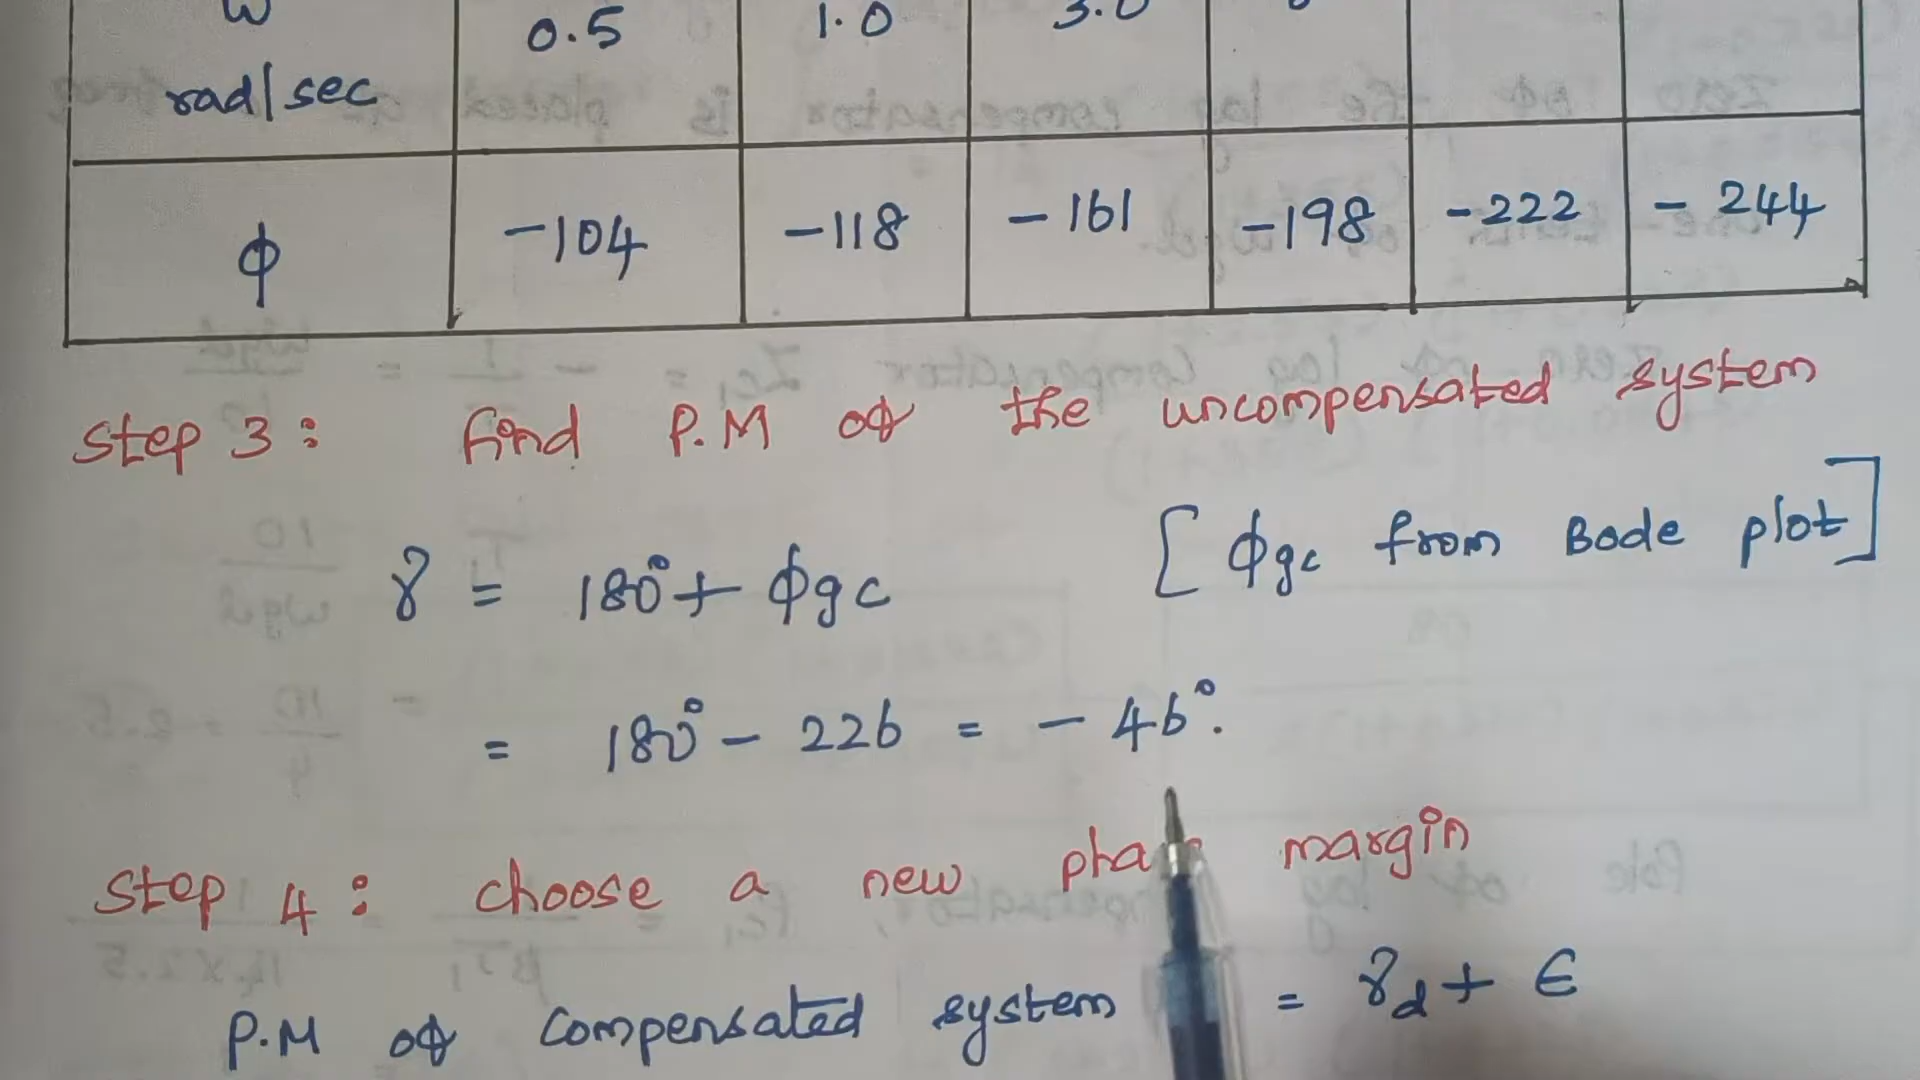 ω 0.5 1.0 3.0
rad/sec
ϕ -104 -118 -161 -198 -222 -244
Step 3: find P.M of the uncompensated system
γ = 180° + ϕgc [ϕgc from Bode plot]
= 180° - 226 = -46°.
Step 4: choose a new phase margin
P.M of compensated system = γd + ϵ